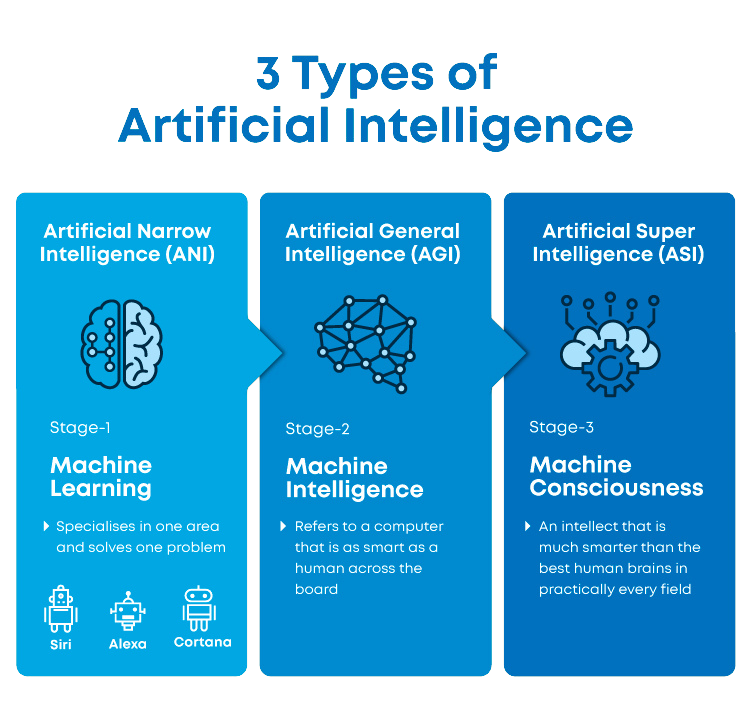 3 Types of
Artificial Intelligence
Artificial Narrow
Intelligence (ANI)
Stage-1
Machine
Learning
Specialises in one area
and solves one problem
Siri
Alexa
Cortana
Artificial General
Intelligence (AGI)
Stage-2
Machine
Intelligence
Refers to a computer
that is as smart as a
human across the
board
Artificial Super
Intelligence (ASI)
Stage-3
Machine
Consciousness
An intellect that is
much smarter than the
best human brains in
practically every field